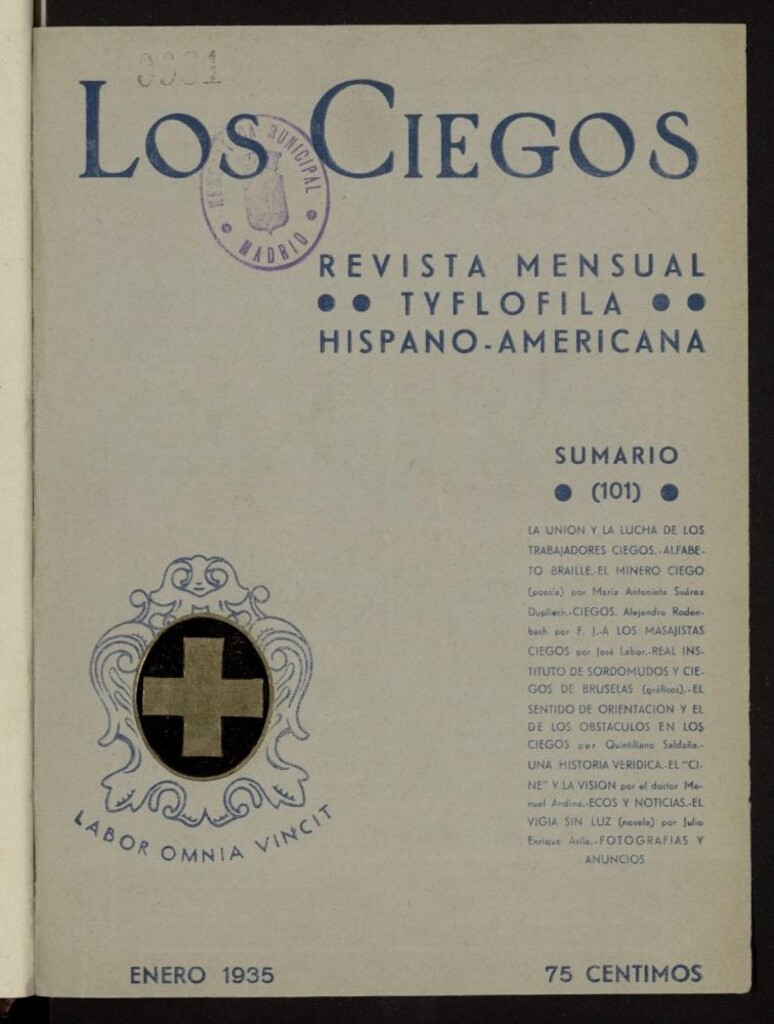 LOS CIEGOS
HEMEROTECA MUNICIPAL
MADRID
REVISTA MENSUAL
TYFLOFILA
HISPANO-AMERICANA
SUMARIO
(101)
LA UNION Y LA LUCHA DE LOS
TRABAJADORES CIEGOS.-ALFABE-
TO BRAILLE.-EL MINERO CIEGO
(poesía) por María Antonieta Suárez
-CIEGOS. Alejandro Roden-
bach por F. J.-A LOS MASAJISTAS
CIEGOS por José Labor.-REAL INS-
TITUTO DE SORDOMUDOS Y CIE-
GOS DE BRUSELAS (gráficos).-EL
SENTIDO DE ORIENTACION Y EL
DE LOS OBSTACULOS EN LOS
CIEGOS por Quintiliano Saldaña.-
UNA HISTORIA VERIDICA.-EL "CI-
NE" Y LA VISION por el doctor Ma-
nuel Andina.-ECOS Y NOTICIAS.-EL
VIGIA SIN LUZ (novela) por Julio
Enrique Avila.-FOTOGRAFIAS Y
ANUNCIOS
LABOR OMNIA VINCIT
ENERO 1935
75 CENTIMOS